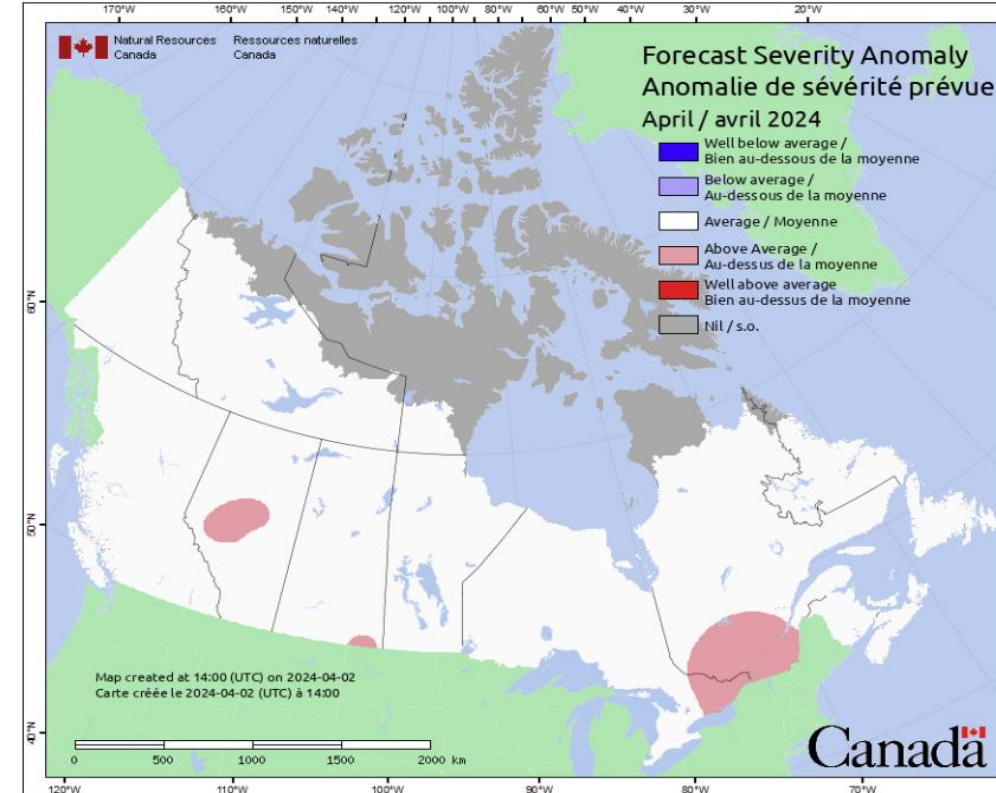 170°W 160°W 150°W 140°W 120°W 100°W 80°W 60°W 50°W 40°W 30°W 20°W
Natural Resources Ressources naturelles
Canada Canada
Forecast Severity Anomaly
Anomalie de sévérité prévue
April / avril 2024
Well below average /
Bien au-dessous de la moyenne
Below average /
Au-dessous de la moyenne
Average / Moyenne
Above Average /
Au-dessus de la moyenne
Well above average
Bien au-dessus de la moyenne
Nil / s.o.
60°N
50°N
40°N
Map created at 14:00 (UTC) on 2024-04-02
Carte créée le 2024-04-02 (UTC) à 14:00
0 500 1000 1500 2000 km
Canada
120°W 110°W 100°W 90°W 80°W 70°W